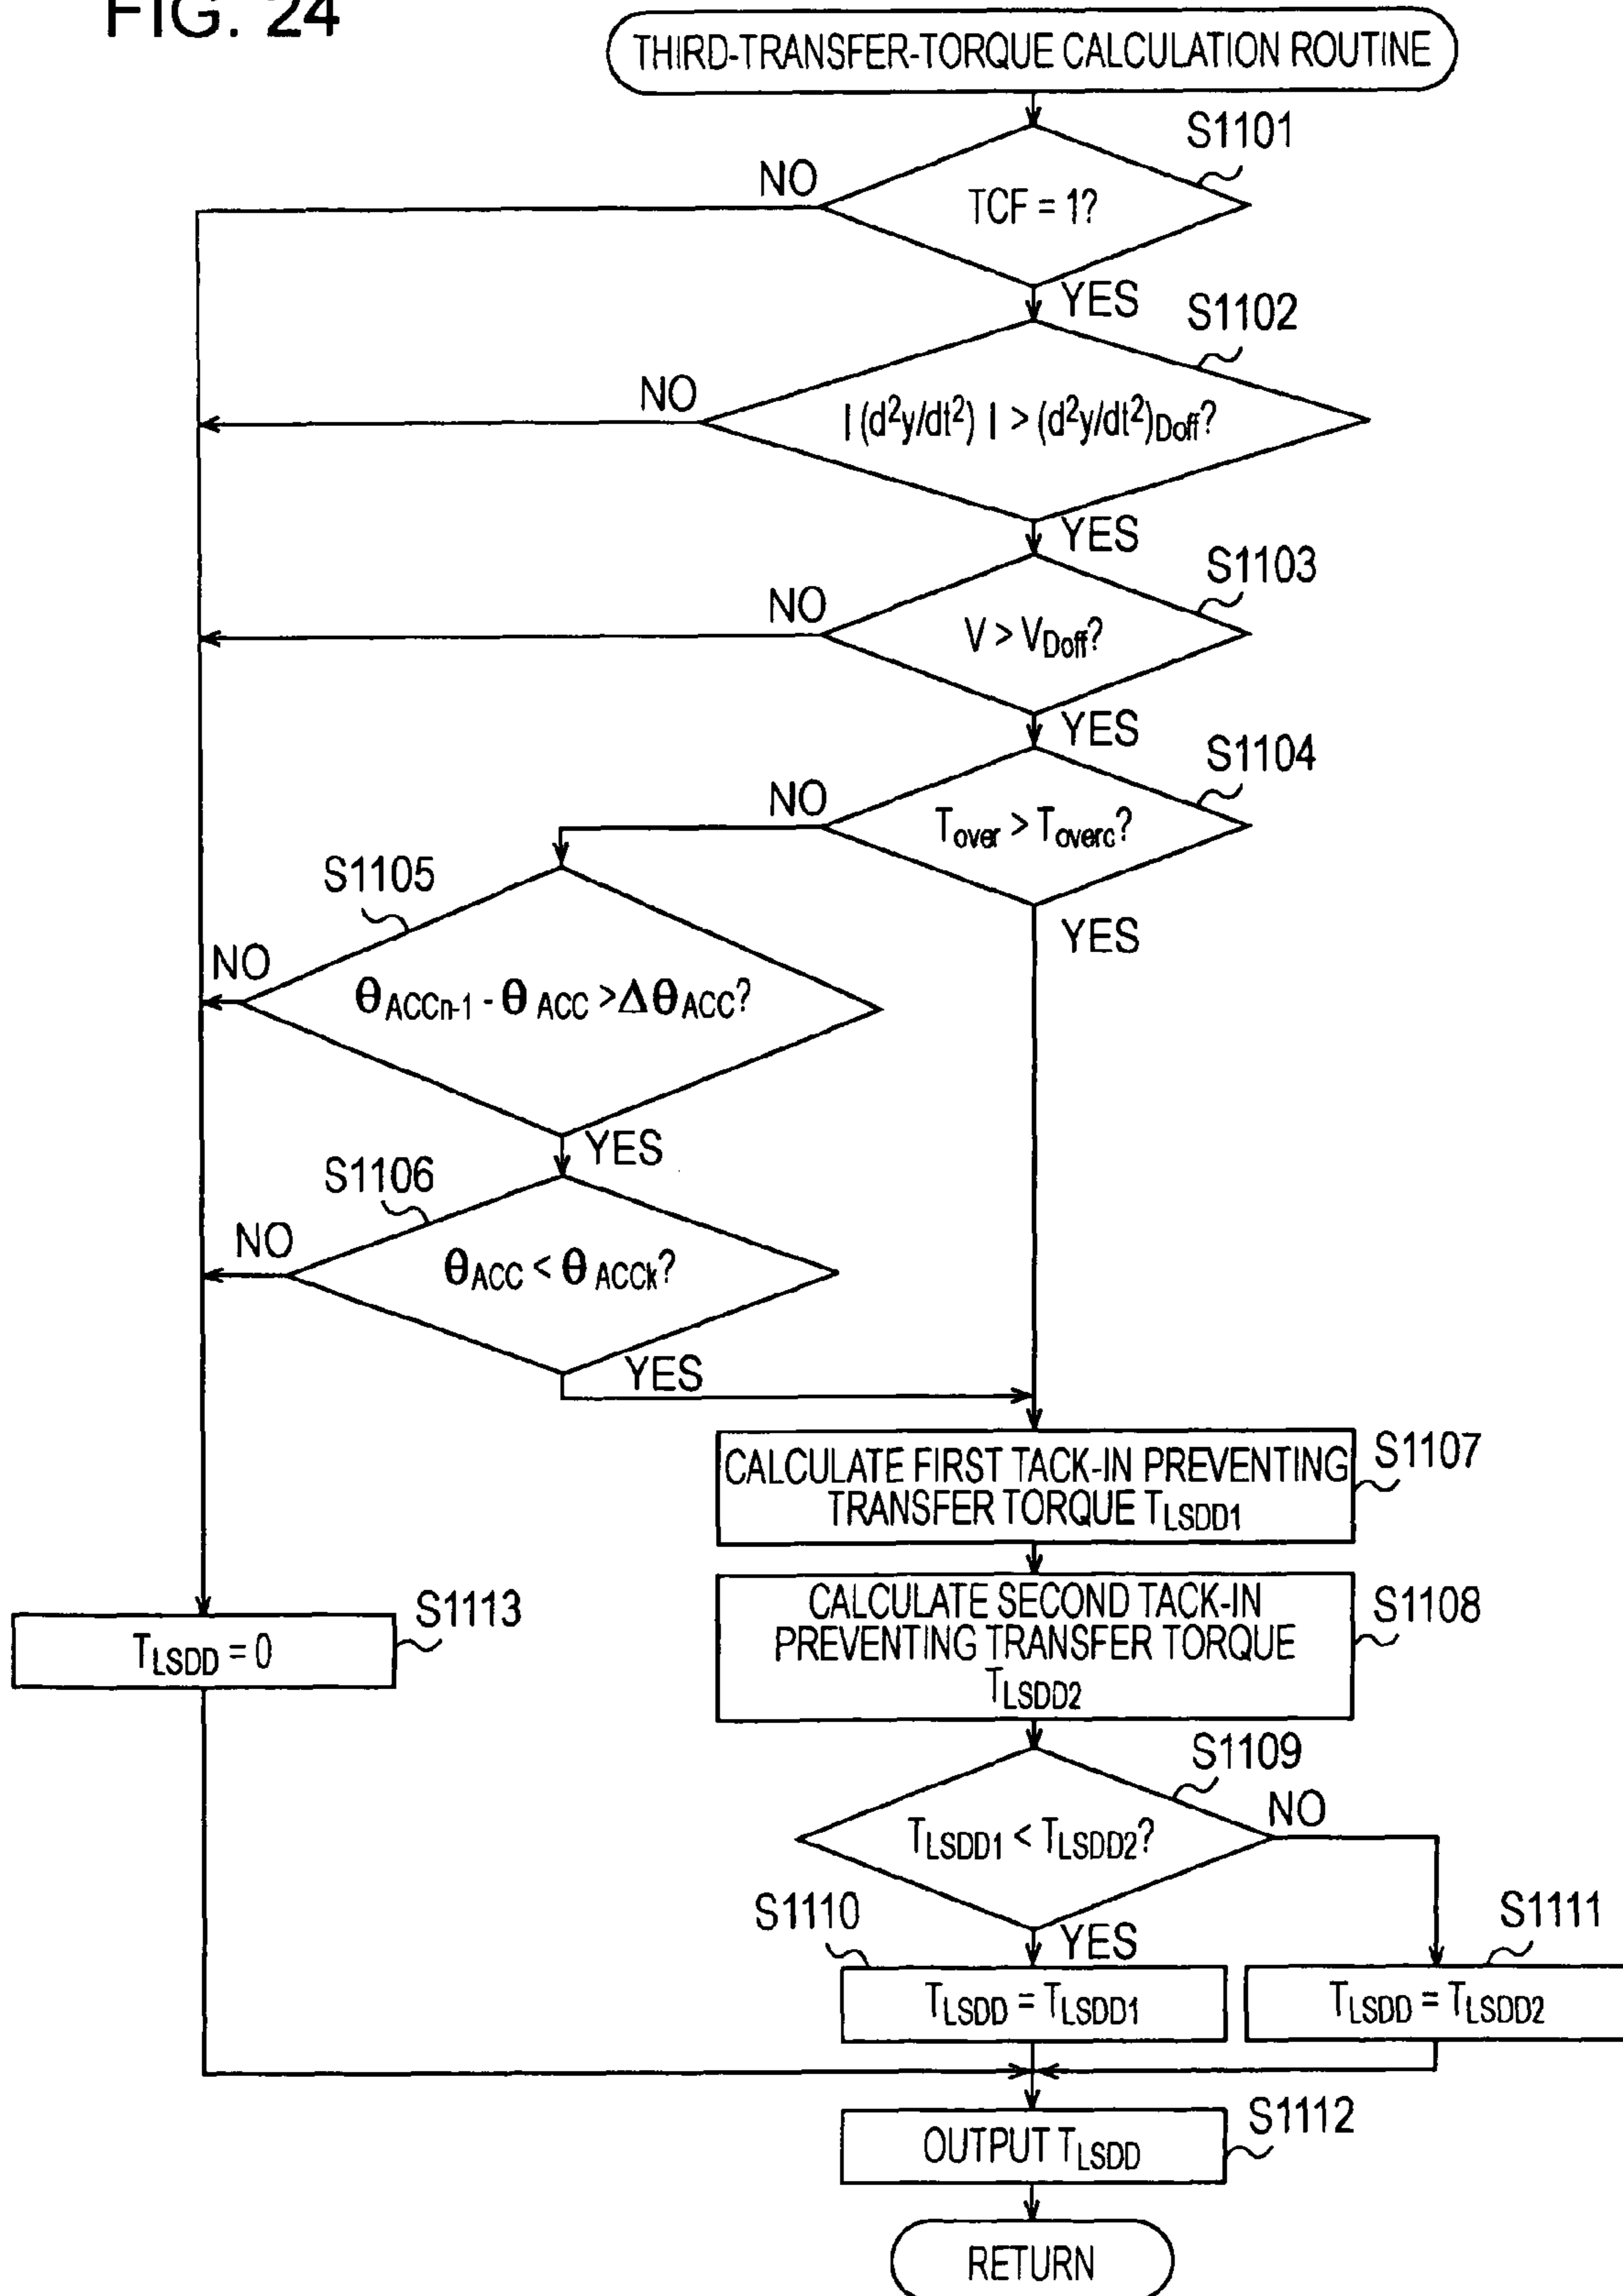 FIG. 24
THIRD-TRANSFER-TORQUE CALCULATION ROUTINE
S1101
NO
TCF = 1?
YES
S1102
NO
| (d²y/dt²) | > (d²y/dt²)Doff?
YES
S1103
NO
V > VDoff?
YES
S1104
NO
Tover > Toverc?
YES
S1105
NO
θACCn-1 - θACC > ΔθACC?
YES
S1106
NO
θACC < θACCk?
YES
CALCULATE FIRST TACK-IN PREVENTING
TRANSFER TORQUE TLSDD1
S1107
CALCULATE SECOND TACK-IN
PREVENTING TRANSFER TORQUE
TLSDD2
S1108
S1113
TLSDD = 0
S1109
NO
TLSDD1 < TLSDD2?
YES
S1110
TLSDD = TLSDD1
S1111
TLSDD = TLSDD2
S1112
OUTPUT TLSDD
RETURN